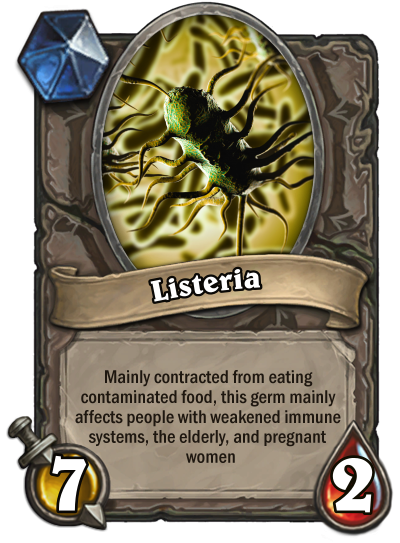 Listeria
Mainly contracted from eating
contaminated food, this germ mainly
affects people with weakened immune
systems, the elderly, and pregnant
women
7
2